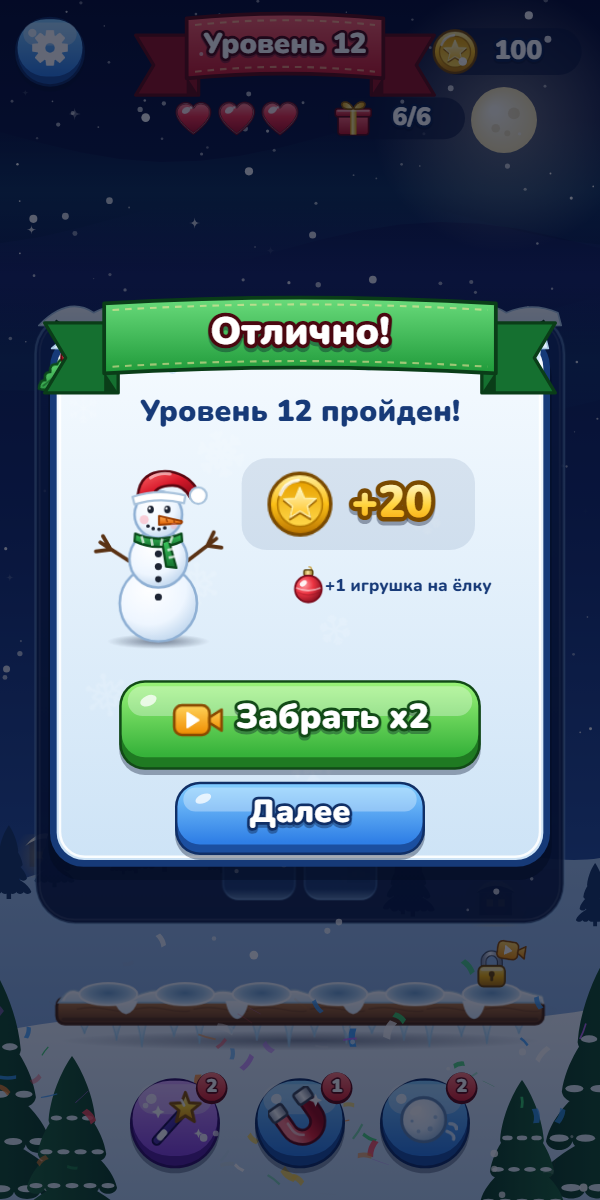 Уровень 12
100
6/6
Отлично!
Уровень 12 пройден!
+20
+1 игрушка на ёлку
Забрать x2
Далее
2
1
2